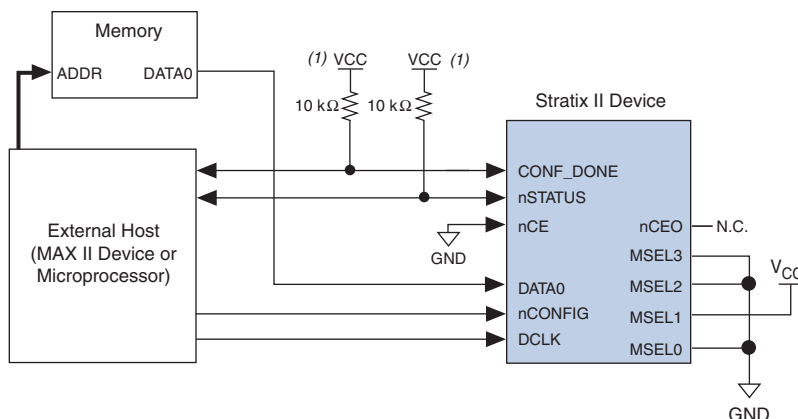 Memory
ADDR DATA0
(1) VCC VCC (1)
10 kΩ 10 kΩ
Stratix II Device
External Host
(MAX II Device or
Microprocessor)
CONF_DONE
nSTATUS
nCE
GND
DATA0
nCONFIG
DCLK
nCEO N.C.
MSEL3
MSEL2
MSEL1
MSEL0
VCC
GND